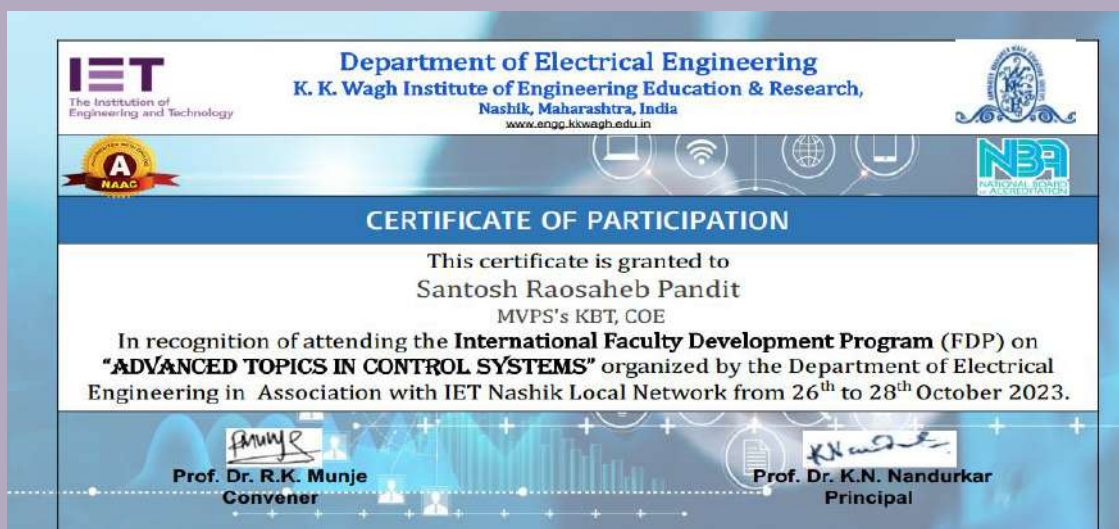 IET
The Institution of
Engineering and Technology
Department of Electrical Engineering
K. K. Wagh Institute of Engineering Education & Research,
Nashik, Maharashtra, India
www.engg.kkwagh.edu.in
A
NAAC
NBA
NATIONAL BOARD
of ACCREDITATION
CERTIFICATE OF PARTICIPATION
This certificate is granted to
Santosh Raosaheb Pandit
MVPS's KBT, COE
In recognition of attending the International Faculty Development Program (FDP) on
"ADVANCED TOPICS IN CONTROL SYSTEMS" organized by the Department of Electrical
Engineering in Association with IET Nashik Local Network from 26th to 28th October 2023.
Prof. Dr. R.K. Munje
Convener
Prof. Dr. K.N. Nandurkar
Principal